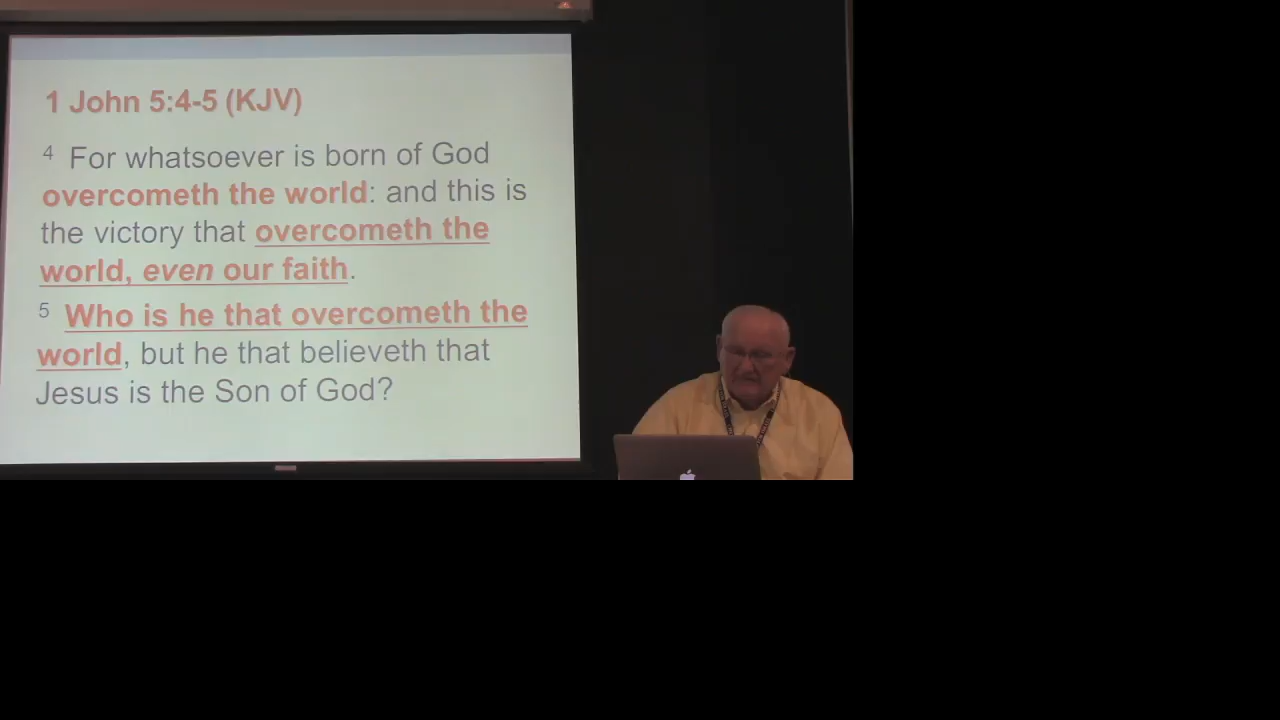 1 John 5:4-5 (KJV)
4 For whatsoever is born of God
overcometh the world: and this is
the victory that overcometh the
world, even our faith.
5 Who is he that overcometh the
world, but he that believeth that
Jesus is the Son of God?